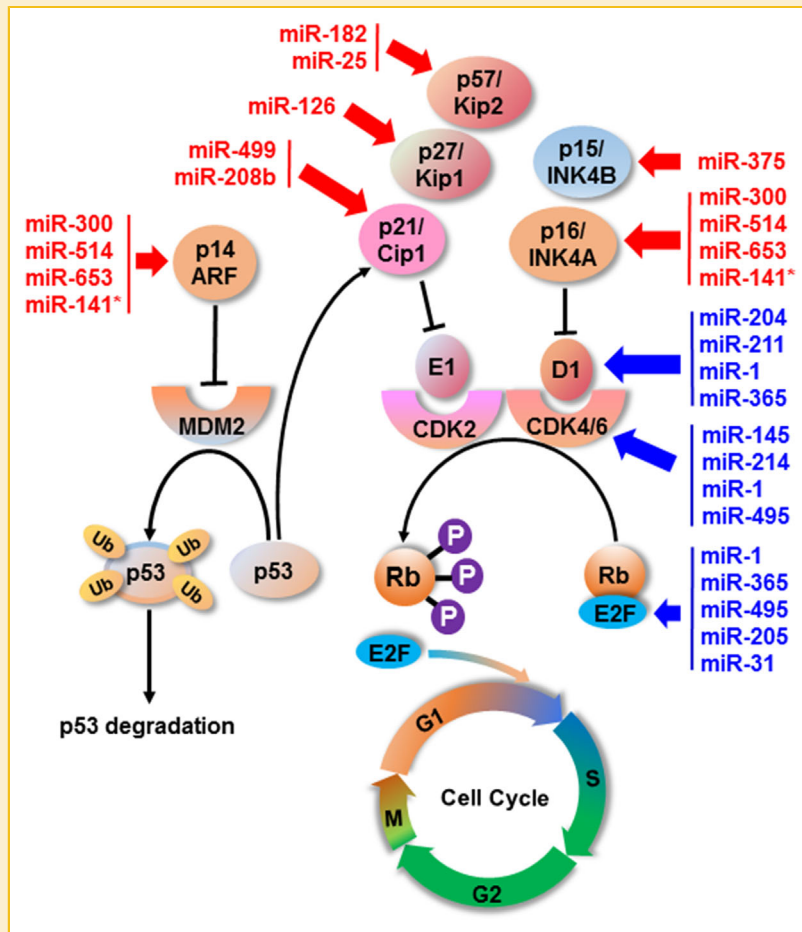 miR-182
miR-25
p57/
Kip2
miR-126
p27/
Kip1
p15/
INK4B
miR-375
miR-499
miR-208b
p21/
Cip1
p16/
INK4A
miR-300
miR-514
miR-653
miR-141*
miR-300
miR-514
miR-653
miR-141*
p14
ARF
E1
D1
miR-204
miR-211
miR-1
miR-365
MDM2
CDK2
CDK4/6
miR-145
miR-214
miR-1
miR-495
Ub
Ub
p53
Ub
Ub
p53
Rb
P
P
P
Rb
E2F
miR-1
miR-365
miR-495
miR-205
miR-31
E2F
p53 degradation
G1
S
Cell Cycle
M
G2